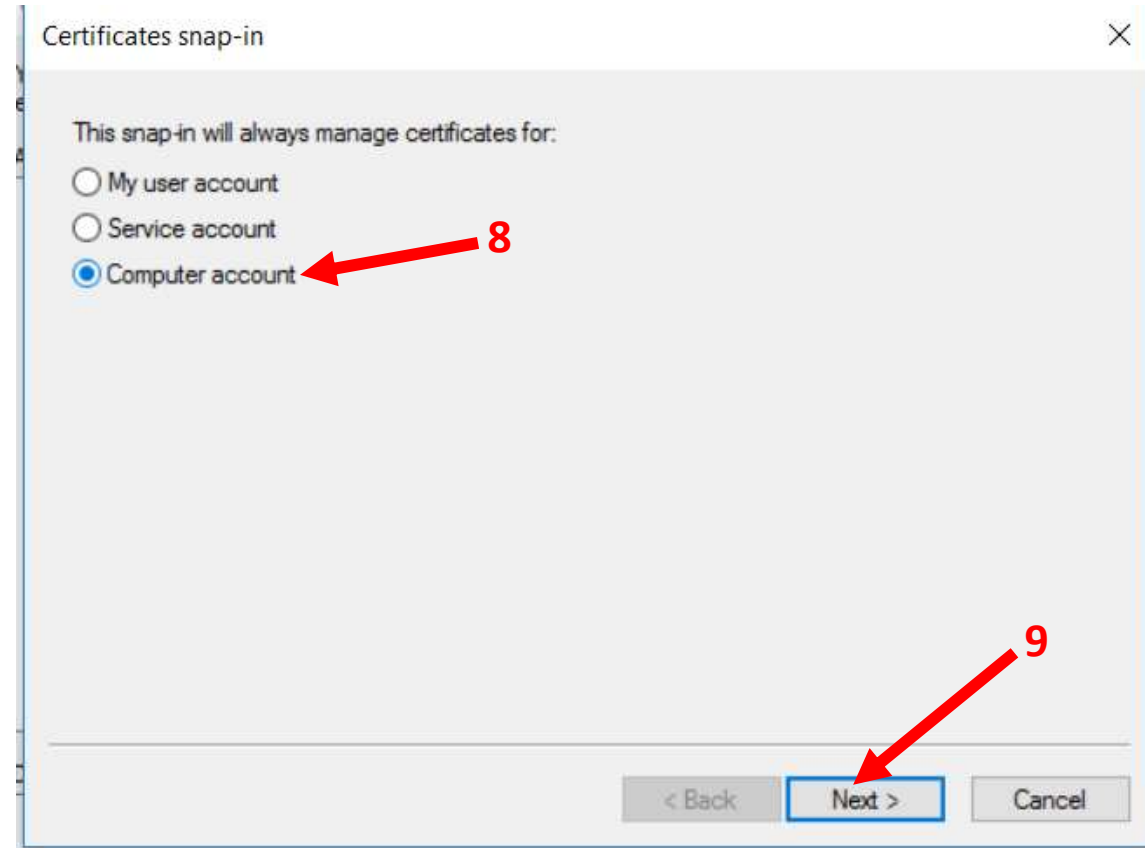 Certificates snap-in
This snap-in will always manage certificates for:
My user account
Service account
8
Computer account
9
< Back
Next >
Cancel